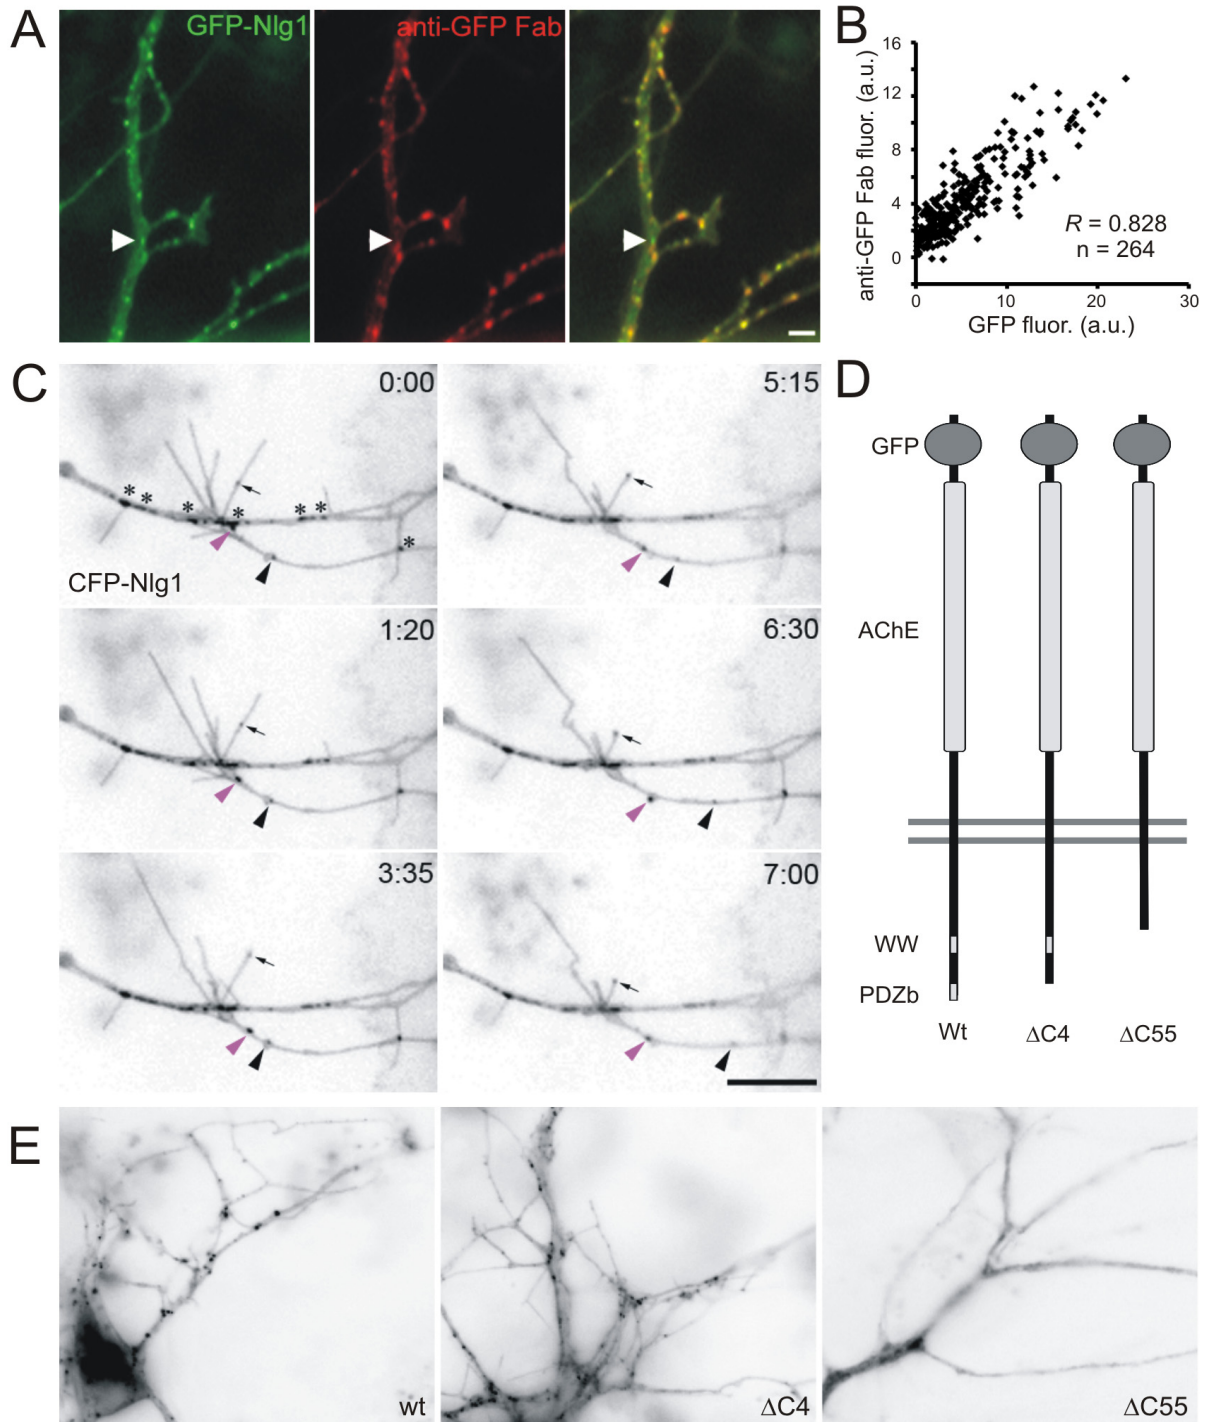 A
GFP-Nlg1
anti-GFP Fab
B
anti-GFP Fab fluor. (a.u.)
16
12
8
4
0
R = 0.828
n = 264
0
10
20
30
GFP fluor. (a.u.)
C
0:00
* * * * * * *
CFP-Nlg1
5:15
1:20
6:30
3:35
7:00
D
GFP
AChE
WW
PDZb
Wt
ΔC4
ΔC55
E
wt
ΔC4
ΔC55